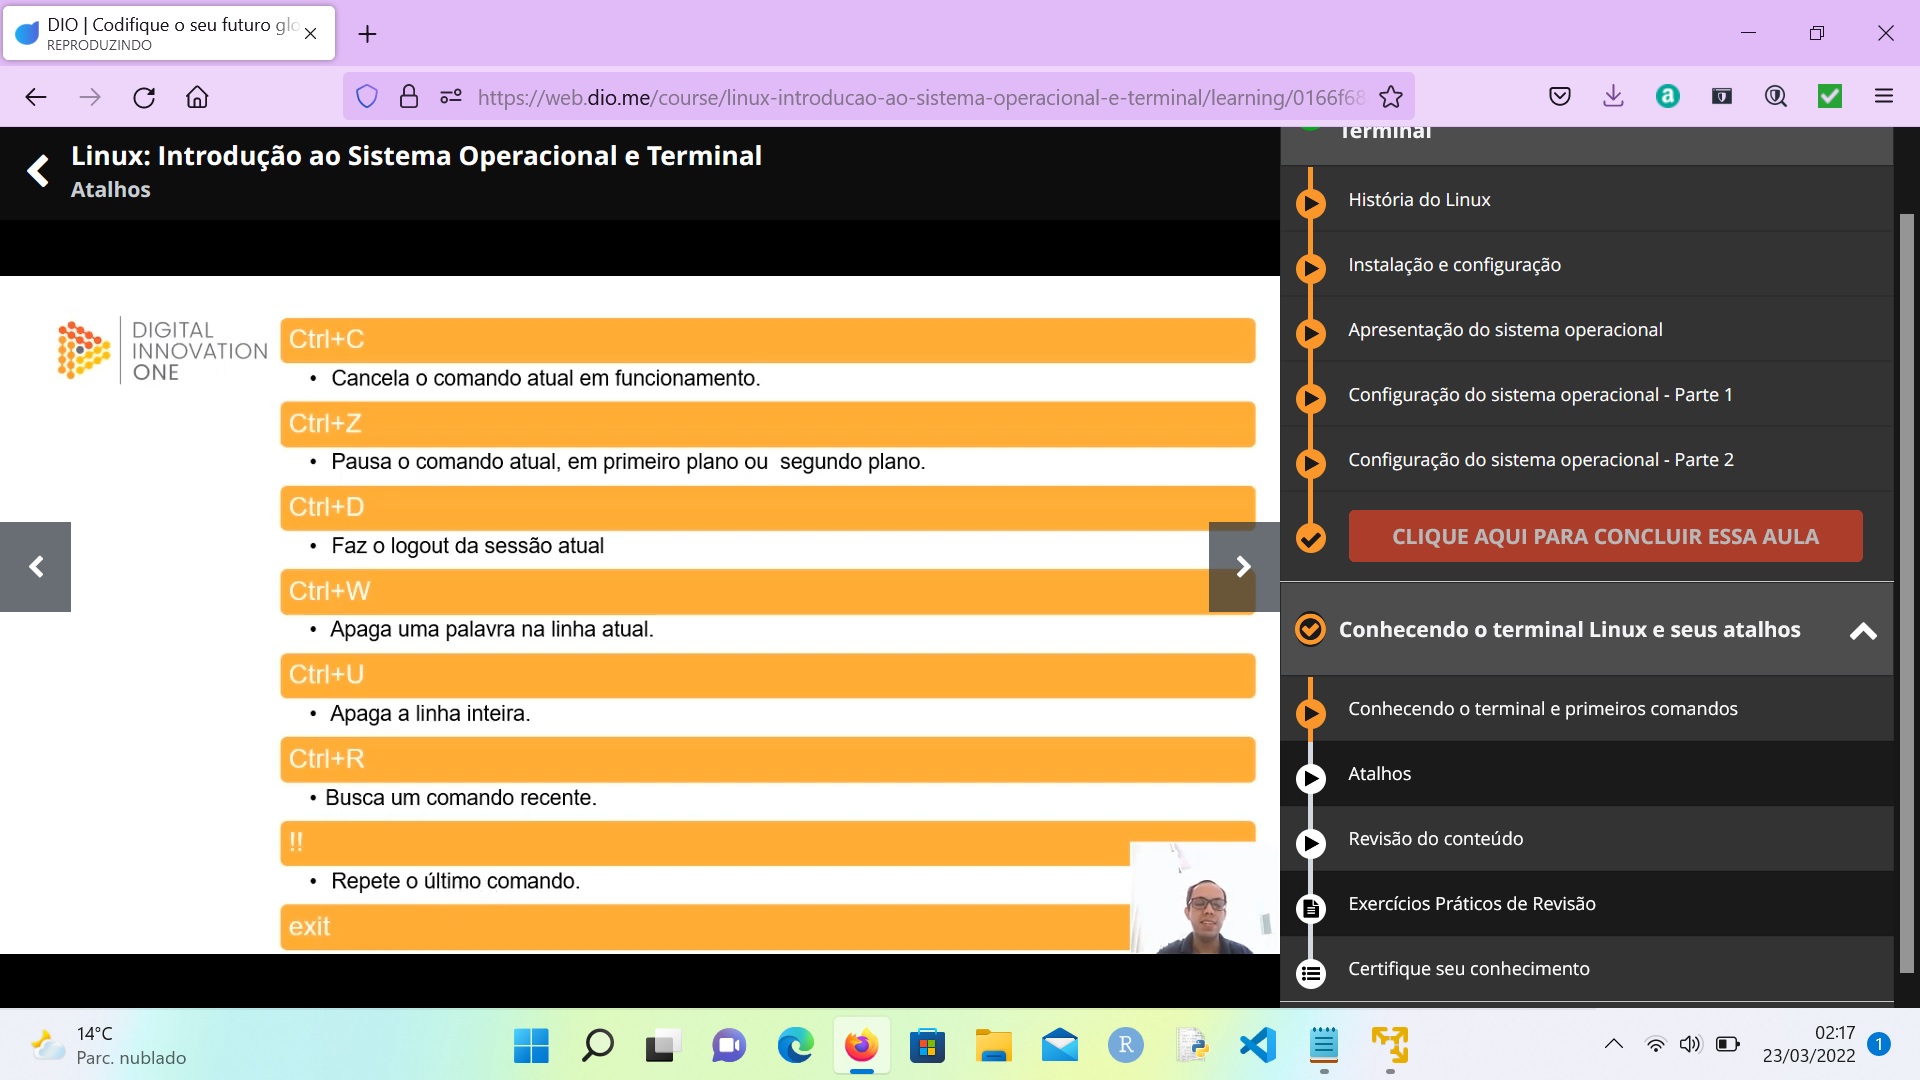 DIO | Codifique o seu futuro glo
REPRODUZINDO
https://web.dio.me/course/linux-introducao-ao-sistema-operacional-e-terminal/learning/0166f68
Linux: Introdução ao Sistema Operacional e Terminal
Atalhos
DIGITAL
INNOVATION
ONE
Ctrl+C
• Cancela o comando atual em funcionamento.
Ctrl+Z
• Pausa o comando atual, em primeiro plano ou  segundo plano.
Ctrl+D
• Faz o logout da sessão atual
Ctrl+W
• Apaga uma palavra na linha atual.
Ctrl+U
• Apaga a linha inteira.
Ctrl+R
• Busca um comando recente.
!!
• Repete o último comando.
exit
Terminal
História do Linux
Instalação e configuração
Apresentação do sistema operacional
Configuração do sistema operacional - Parte 1
Configuração do sistema operacional - Parte 2
CLIQUE AQUI PARA CONCLUIR ESSA AULA
Conhecendo o terminal Linux e seus atalhos
Conhecendo o terminal e primeiros comandos
Atalhos
Revisão do conteúdo
Exercícios Práticos de Revisão
Certifique seu conhecimento
14°C
Parc. nublado
R
02:17
23/03/2022
1